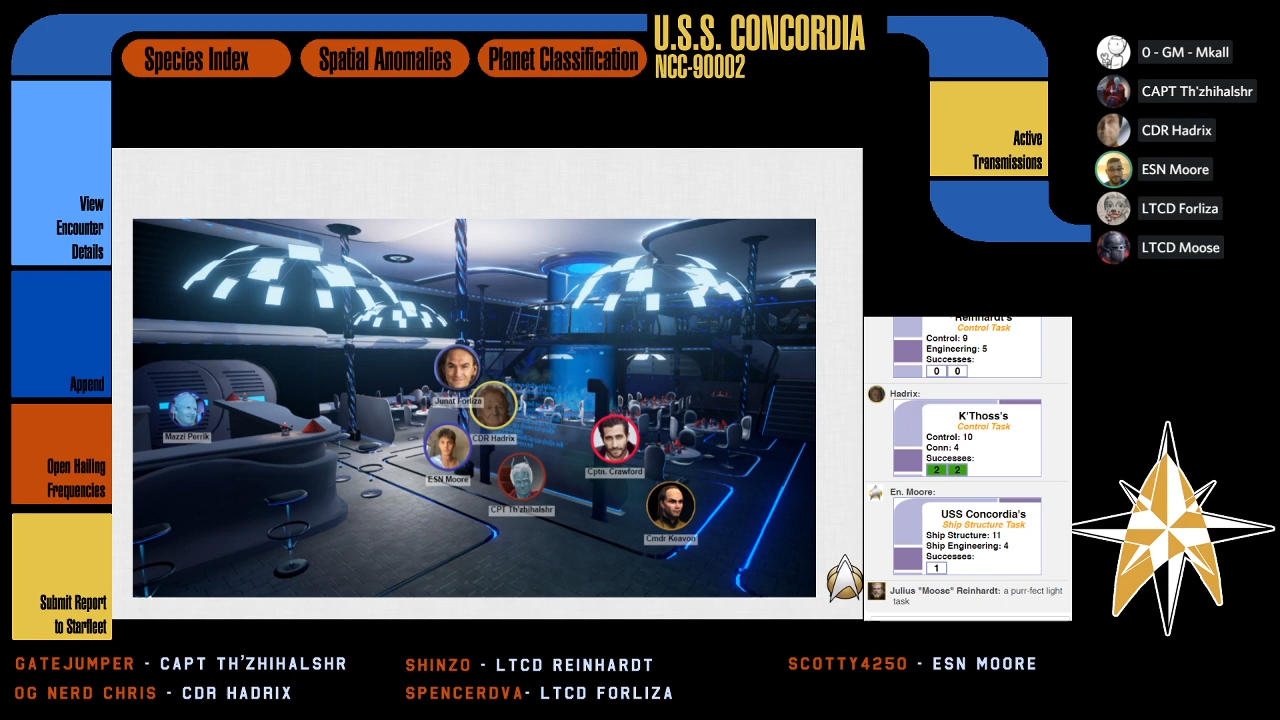 Species Index
Spatial Anomalies
Planet Classification
U.S.S. CONCORDIA
NCC-90002
View
Encounter
Details
Append
Open Hailing
Frequencies
Submit Report
to Starfleet
Active
Transmissions
0 - GM - Mkall
CAPT Th'zhihalshr
CDR Hadrix
ESN Moore
LTCD Forliza
LTCD Moose
Mazzi Perrik
Junat Forliza
CDR Hadrix
ESN Moore
CPT Th'zhihalshr
Cptn. Crawford
Cmdr Keavon
Reinhardt's
Control Task
Control: 9
Engineering: 5
Successes:
0 0
Hadrix:
K'Thoss's
Control Task
Control: 10
Conn: 4
Successes:
2 2
En. Moore:
USS Concordia's
Ship Structure Task
Ship Structure: 11
Ship Engineering: 4
Successes:
1
Julius "Moose" Reinhardt: a purr-fect light
task
GATEJUMPER - CAPT TH'ZHIHALSHR
OG NERD CHRIS - CDR HADRIX
SHINZO - LTCD REINHARDT
SPENCERDVA- LTCD FORLIZA
SCOTTY4250 - ESN MOORE